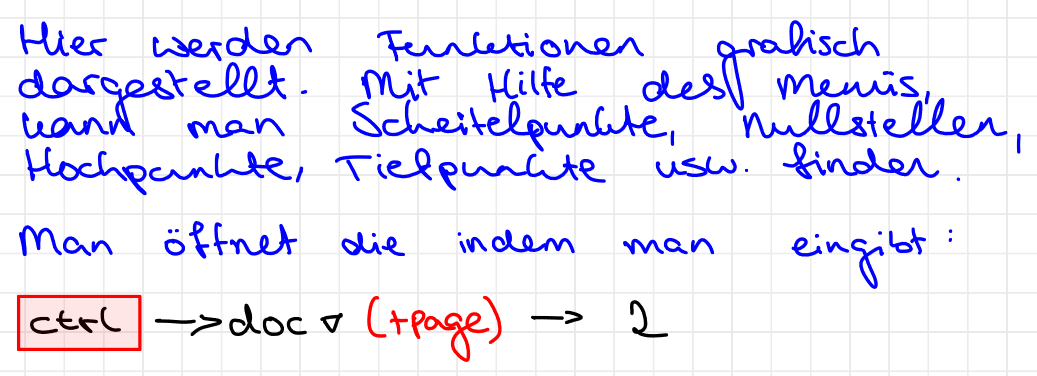 Hier werden Funktionen grafisch
dargestellt. Mit Hilfe des Menüs,
kann man Scheitelpunkte, Nullstellen,
Hochpunkte, Tiefpunkte usw. finden.
Man öffnet die indem man eingibt:
ctrl → doc ▽ (+page) → 2